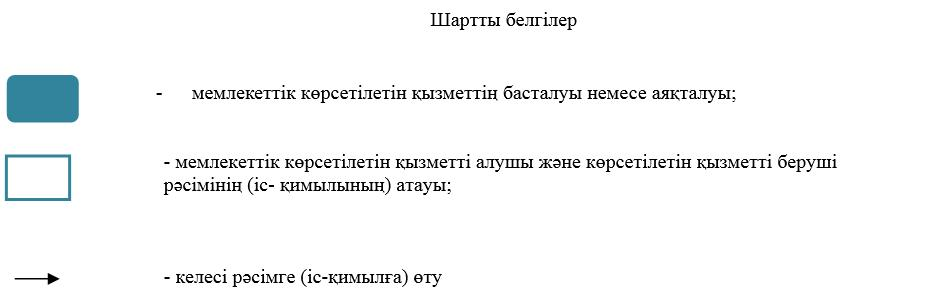 Шартты белгілер
- мемлекеттік көрсетілетін қызметтің басталуы немесе аяқталуы;
- мемлекеттік көрсетілетін қызметті алушы және көрсетілетін қызметті беруші
рәсімінің (іс- қимылының) атауы;
- келесі рәсімге (іс-қимылға) өту